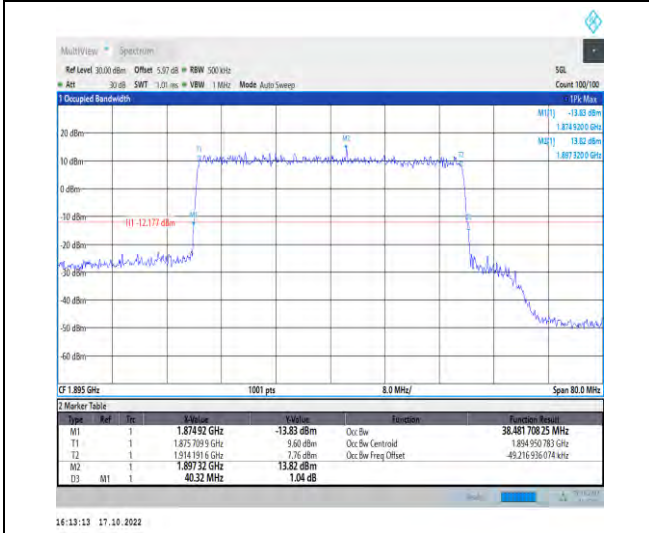 MultiView Spectrum
Ref Level 30.00 dBm Offset 5.97 dB RBW 500 kHz SGL
Att 30 dB SWT 1.01 ms VBW 1 MHz Mode Auto Sweep Count 100/100
1 Occupied Bandwidth 1Pk Max
M1[1] -13.83 dBm
1.874 920 0 GHz
M2[1] 13.82 dBm
1.897 320 0 GHz
20 dBm
M2
T1
T2
10 dBm
0 dBm
-10 dBm
M1
H1 -12.177 dBm
-20 dBm
-30 dBm
-40 dBm
-50 dBm
-60 dBm
CF 1.895 GHz 1001 pts 8.0 MHz/ Span 80.0 MHz
2 Marker Table
Type Ref Trc X-Value Y-Value Function Function Result
M1 1 1.874 92 GHz -13.83 dBm Occ Bw 38.481 708 25 MHz
T1 1 1.875 709 9 GHz 9.60 dBm Occ Bw Centroid 1.894 950 783 GHz
T2 1 1.914 191 6 GHz 7.76 dBm Occ Bw Freq Offset -49.216 936 074 kHz
M2 1 1.897 32 GHz 13.82 dBm
D3 M1 1 40.32 MHz 1.04 dB
16:13:13 17.10.2022